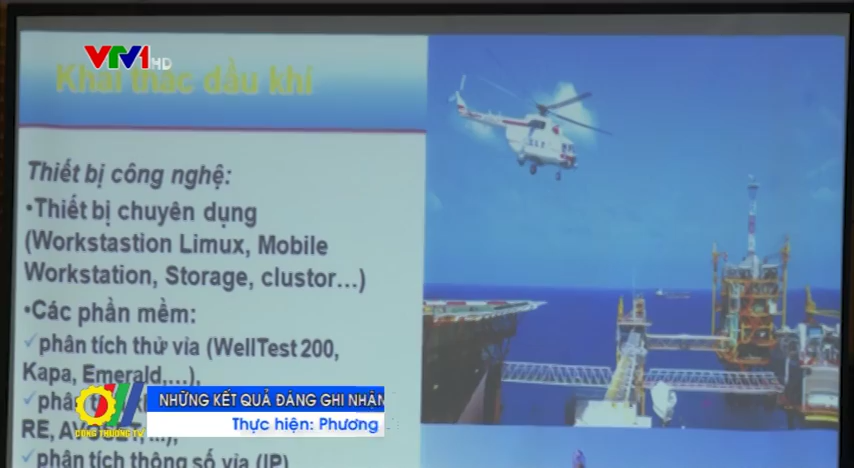 VTV1 HD
Khai thác dầu khí
Thiết bị công nghệ:
•Thiết bị chuyên dụng
(Workstastion Limux, Mobile
Workstation, Storage, clustor...)
•Các phần mềm:
✓phân tích thử vỉa (WellTest 200,
Kapa, Emerald,...),
NHỮNG KẾT QUẢ ĐÁNG GHI NHẬN
RE,
Thực hiện: Phương
CÔNG THƯƠNG TV
✓phân tích thông số vỉa (IP)